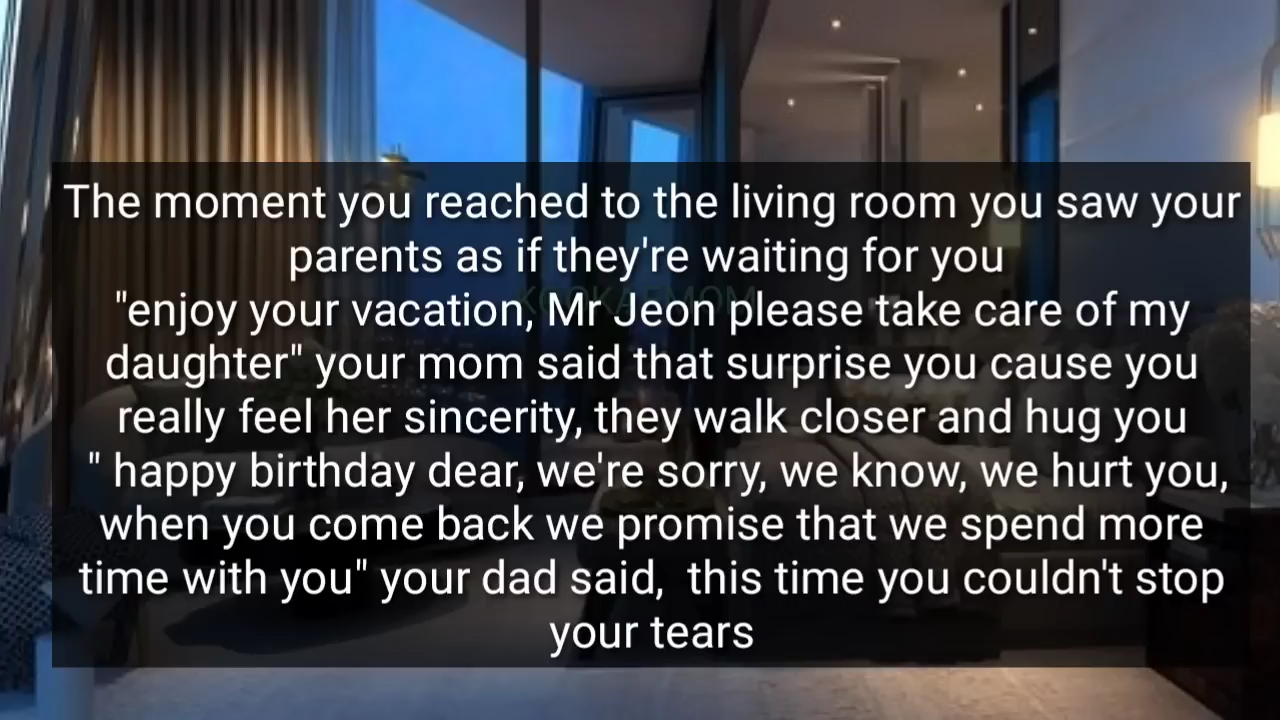 The moment you reached to the living room you saw your
parents as if they're waiting for you
"enjoy your vacation, Mr Jeon please take care of my
daughter" your mom said that surprise you cause you
really feel her sincerity, they walk closer and hug you
" happy birthday dear, we're sorry, we know, we hurt you,
when you come back we promise that we spend more
time with you" your dad said,  this time you couldn't stop
your tears